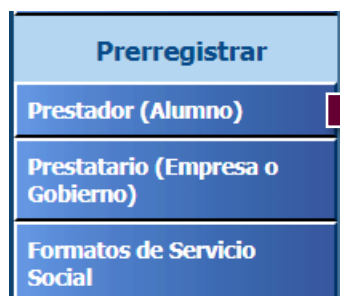 Prerregistrar
Prestador (Alumno)
Prestatario (Empresa o
Gobierno)
Formatos de Servicio
Social